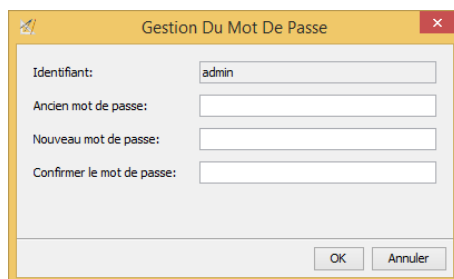 Gestion Du Mot De Passe
Identifiant: admin
Ancien mot de passe:
Nouveau mot de passe:
Confirmer le mot de passe:
OK Annuler